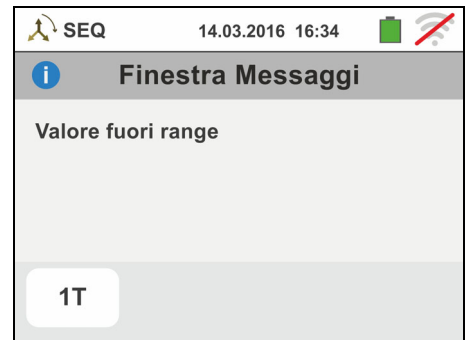 SEQ 14.03.2016 16:34
i Finestra Messaggi
Valore fuori range
1T